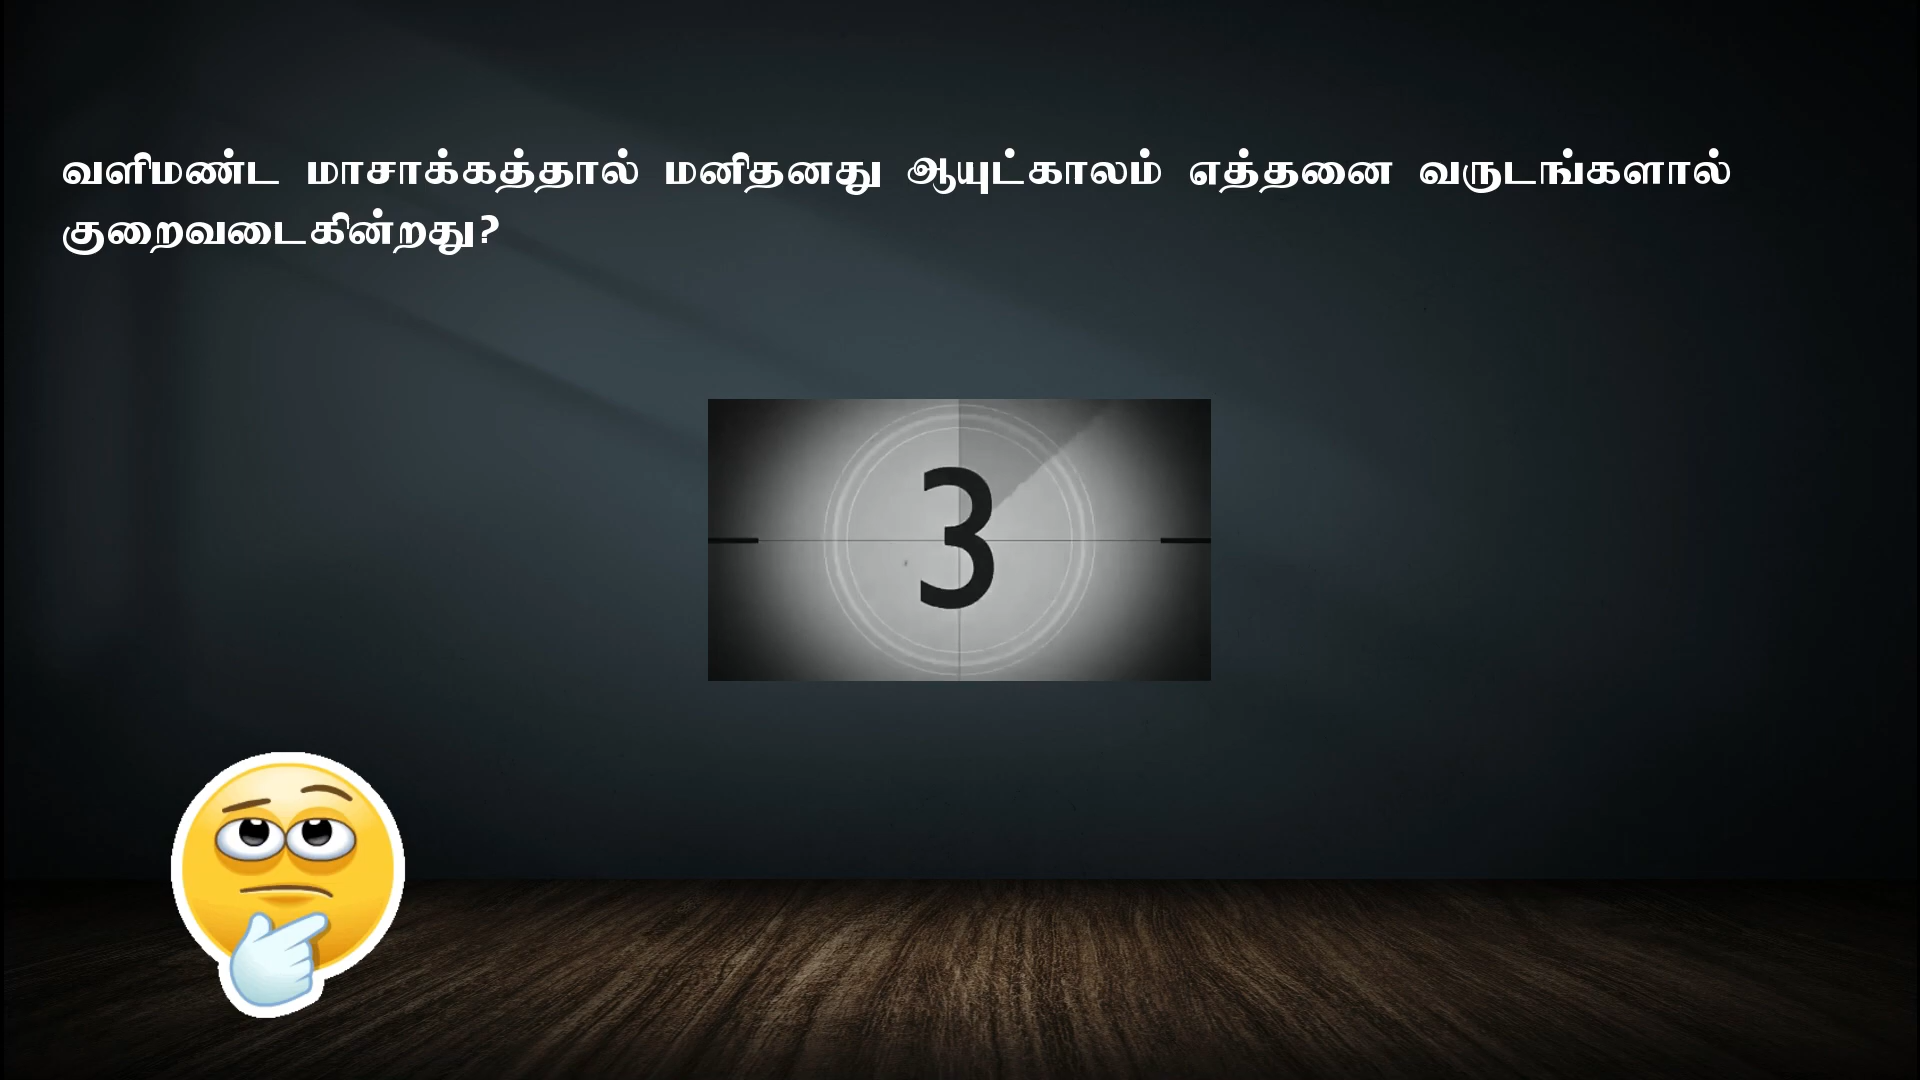 வளிமண்ட மாசாக்கத்தால் மனிதனது ஆயுட்காலம் எத்தனை வருடங்களால்
குறைவடைகின்றது?
3